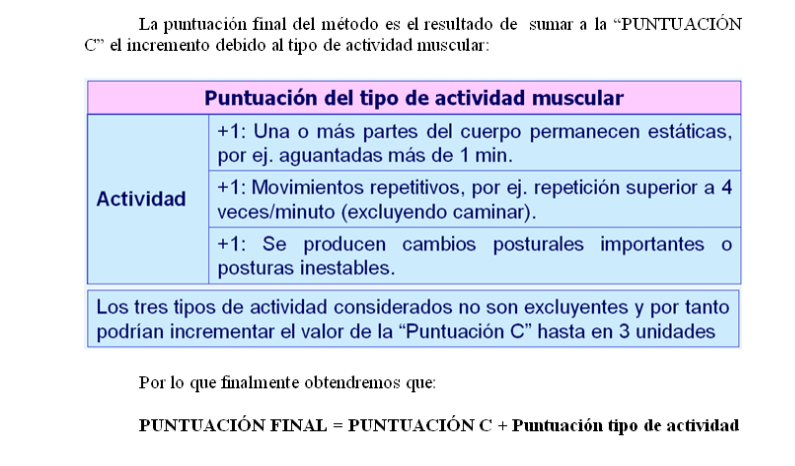 La puntuación final del método es el resultado de sumar a la “PUNTUACIÓN
C” el incremento debido al tipo de actividad muscular:
Puntuación del tipo de actividad muscular
Actividad
+1: Una o más partes del cuerpo permanecen estáticas,
por ej. aguantadas más de 1 min.
+1: Movimientos repetitivos, por ej. repetición superior a 4
veces/minuto (excluyendo caminar).
+1: Se producen cambios posturales importantes o
posturas inestables.
Los tres tipos de actividad considerados no son excluyentes y por tanto
podrían incrementar el valor de la “Puntuación C” hasta en 3 unidades
Por lo que finalmente obtendremos que:
PUNTUACIÓN FINAL = PUNTUACIÓN C + Puntuación tipo de actividad